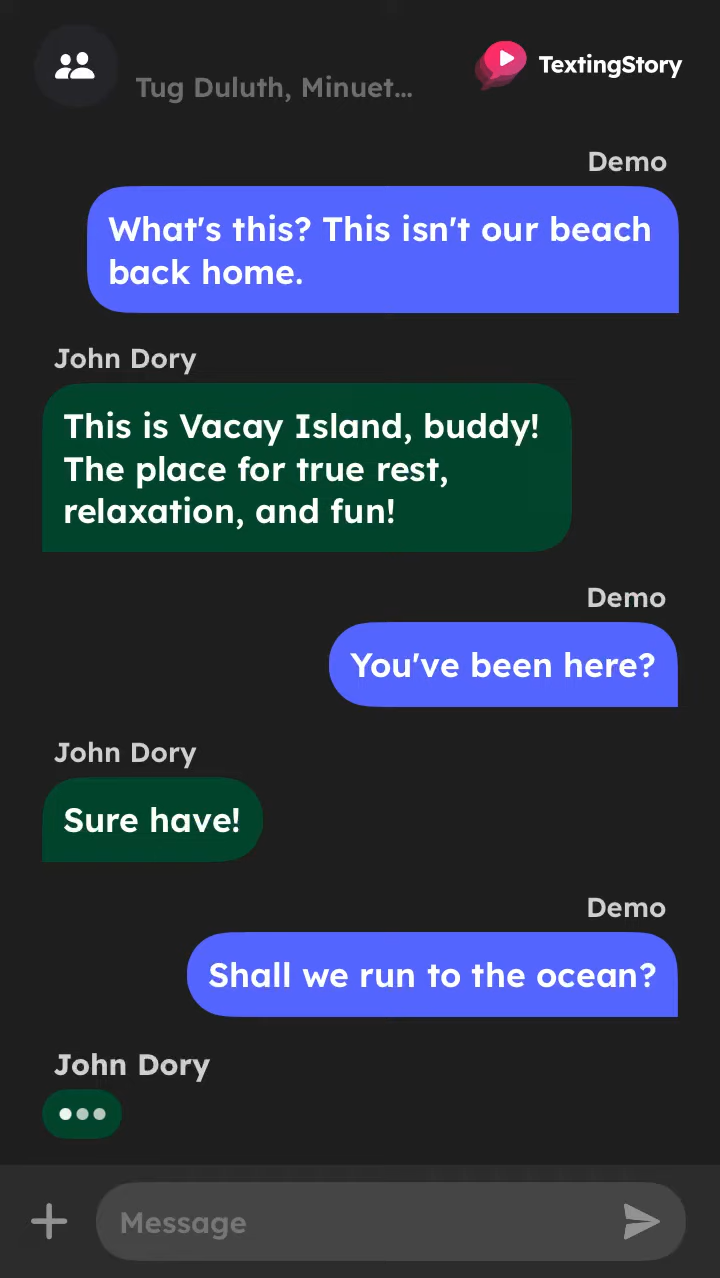 Tug Duluth, Minuet...
TextingStory
Demo
What's this? This isn't our beach
back home.
John Dory
This is Vacay Island, buddy!
The place for true rest,
relaxation, and fun!
Demo
You've been here?
John Dory
Sure have!
Demo
Shall we run to the ocean?
John Dory
Message